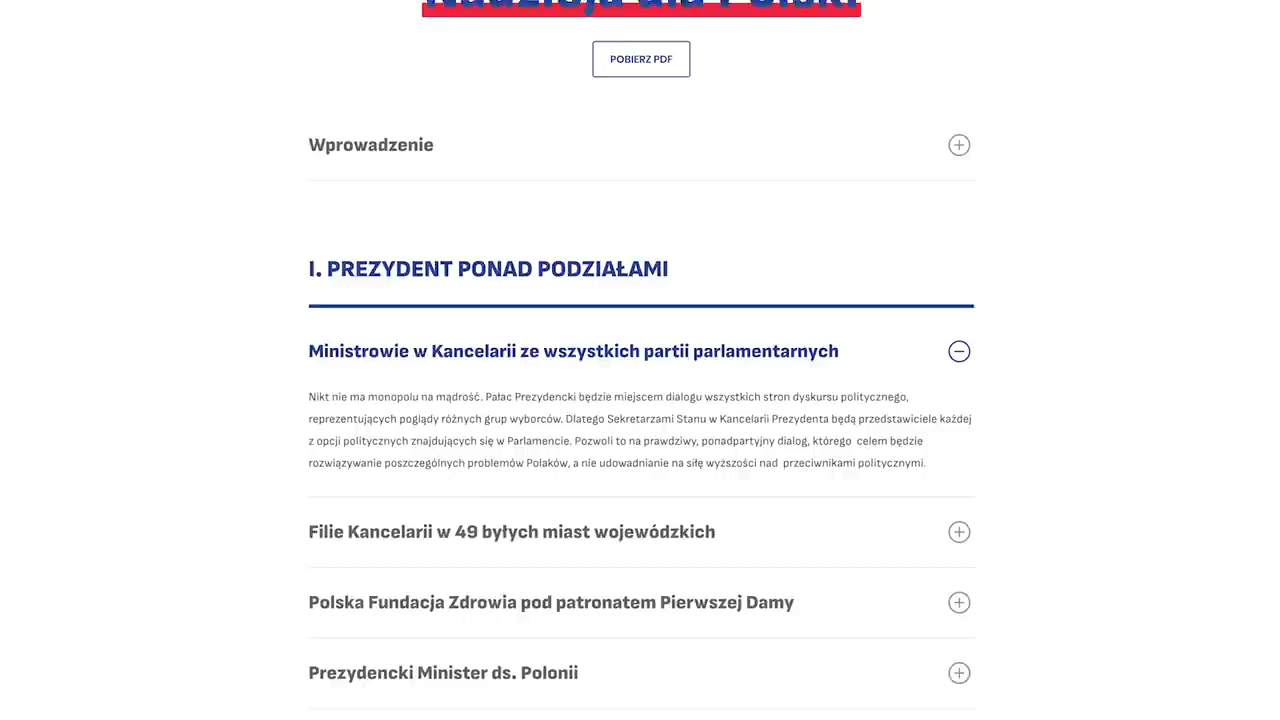 Nadzieja dla Polski
POBIERZ PDF
Wprowadzenie
I. PREZYDENT PONAD PODZIAŁAMI
Ministrowie w Kancelarii ze wszystkich partii parlamentarnych
Nikt nie ma monopolu na mądrość. Pałac Prezydencki będzie miejscem dialogu wszystkich stron dyskursu politycznego,
reprezentujących poglądy różnych grup wyborców. Dlatego Sekretarzami Stanu w Kancelarii Prezydenta będą przedstawiciele każdej
z opcji politycznych znajdujących się w Parlamencie. Pozwoli to na prawdziwy, ponadpartyjny dialog, którego celem będzie
rozwiązywanie poszczególnych problemów Polaków, a nie udowadnianie na siłę wyższości nad przeciwnikami politycznymi.
Filie Kancelarii w 49 byłych miast wojewódzkich
Polska Fundacja Zdrowia pod patronatem Pierwszej Damy
Prezydencki Minister ds. Polonii